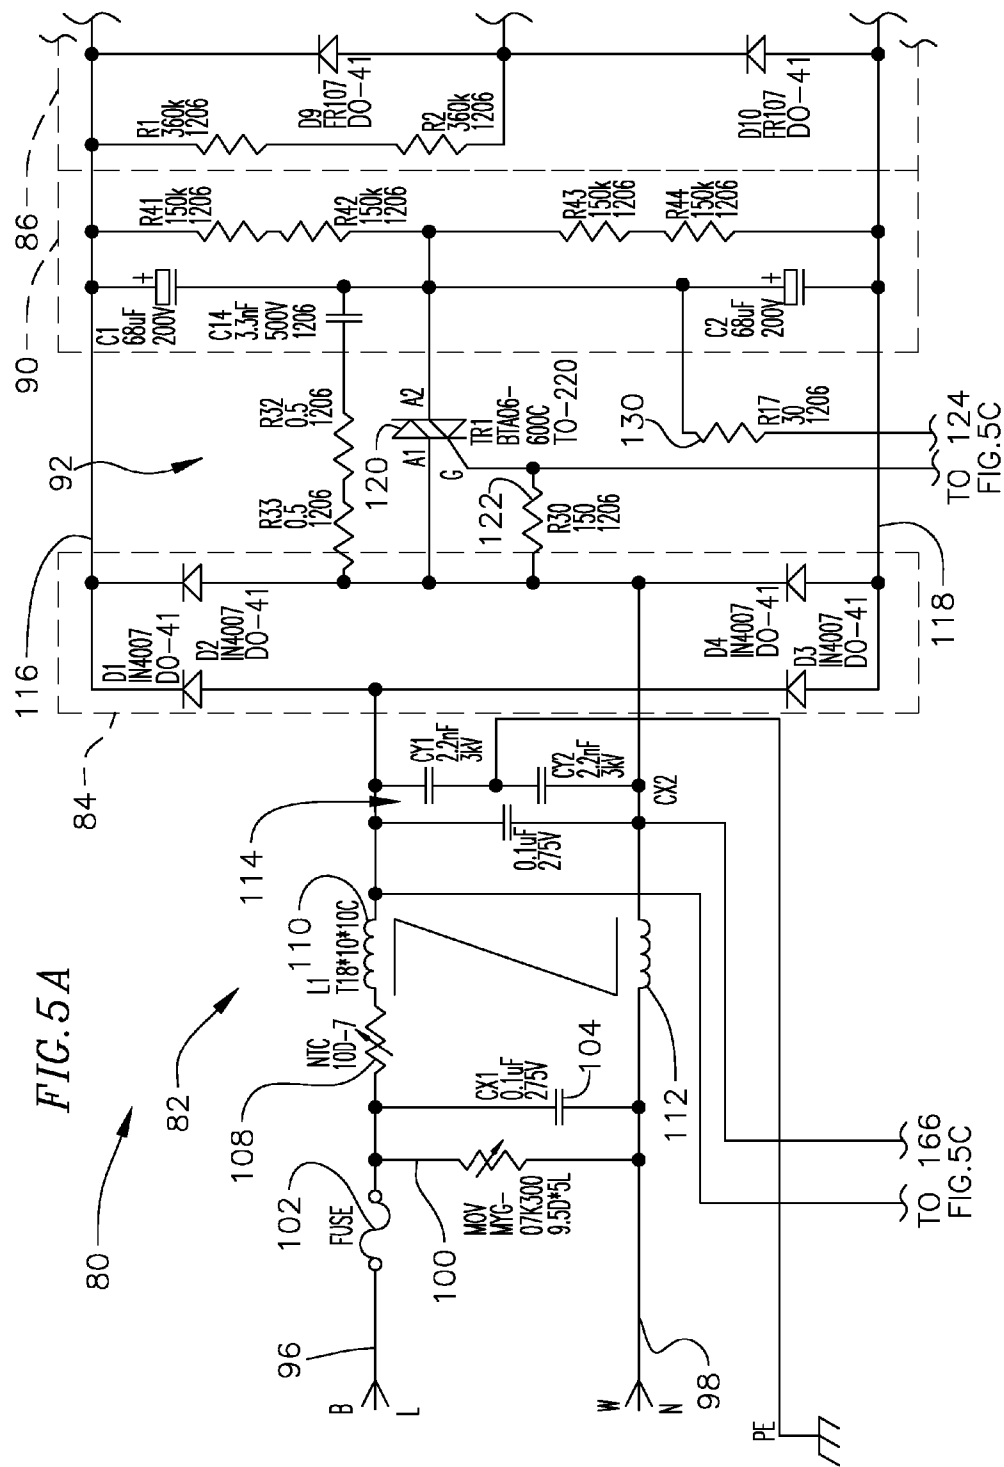 FIG.5A
80
82
84
86
90
92
B
L
96
W
N
98
PE
FUSE
102
100
MOV
MYG-
07K300
9.5D*5L
NTC
10D-7
108
CX1
0.1uF
275V
104
L1
T18*10*10C
110
112
114
0.1uF
275V
CX2
CY1
2.2nF
3kV
CY2
2.2nF
3kV
TO 166
FIG.5C
116
118
D1
IN4007
DO-41
D2
IN4007
DO-41
D4
IN4007
DO-41
D3
IN4007
DO-41
R33
0.5
1206
R32
0.5
1206
120
A1
A2
G
TR1
BTA06-
600C
TO-220
122
R30
150
1206
130
R17
30
1206
TO 124
FIG.5C
C1
68uF
200V
+
C14
3.3nF
500V
1206
C2
68uF
200V
+
R41
150k
1206
R42
150k
1206
R43
150k
1206
R44
150k
1206
R1
360k
1206
R2
360k
1206
D9
FR107
DO-41
D10
FR107
DO-41